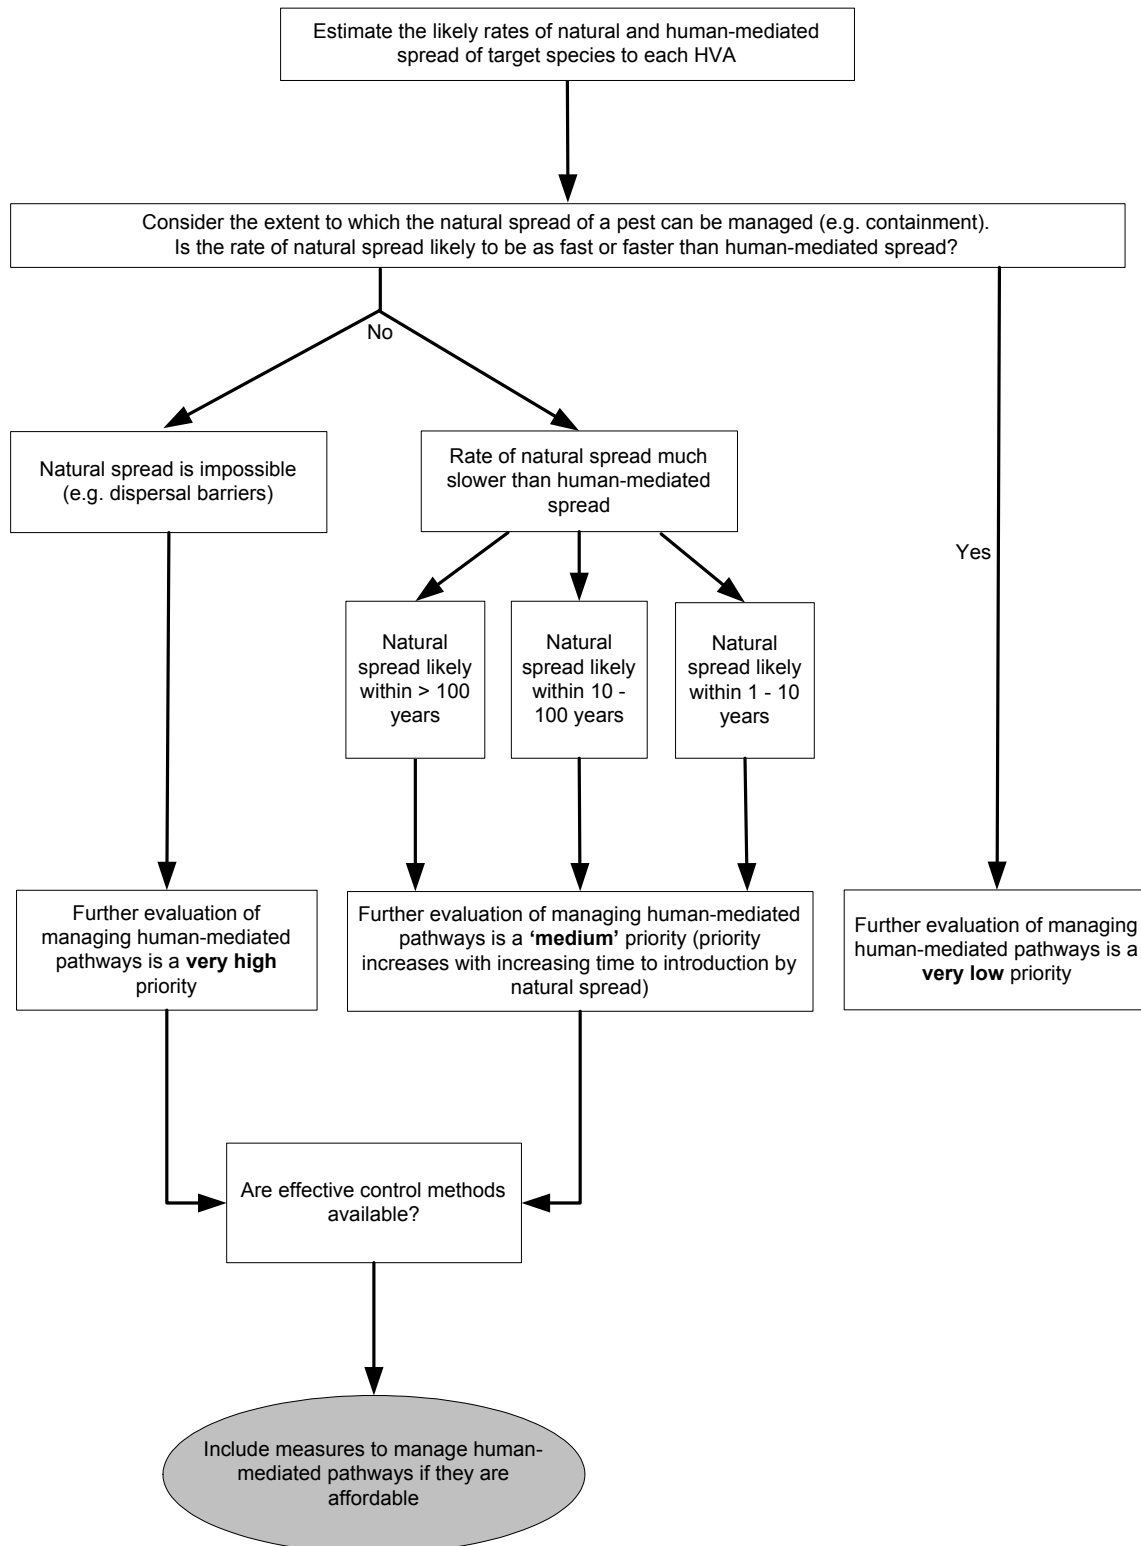 Estimate the likely rates of natural and human-mediated
spread of target species to each HVA
Consider the extent to which the natural spread of a pest can be managed (e.g. containment).
Is the rate of natural spread likely to be as fast or faster than human-mediated spread?
No
Natural spread is impossible
(e.g. dispersal barriers)
Rate of natural spread much
slower than human-mediated
spread
Yes
Natural
spread likely
within > 100
years
Natural
spread likely
within 10 -
100 years
Natural
spread likely
within 1 - 10
years
Further evaluation of
managing human-mediated
pathways is a very high
priority
Further evaluation of managing human-mediated
pathways is a ‘medium’ priority (priority
increases with increasing time to introduction by
natural spread)
Further evaluation of managing
human-mediated pathways is a
very low priority
Are effective control methods
available?
Include measures to manage human-
mediated pathways if they are
affordable